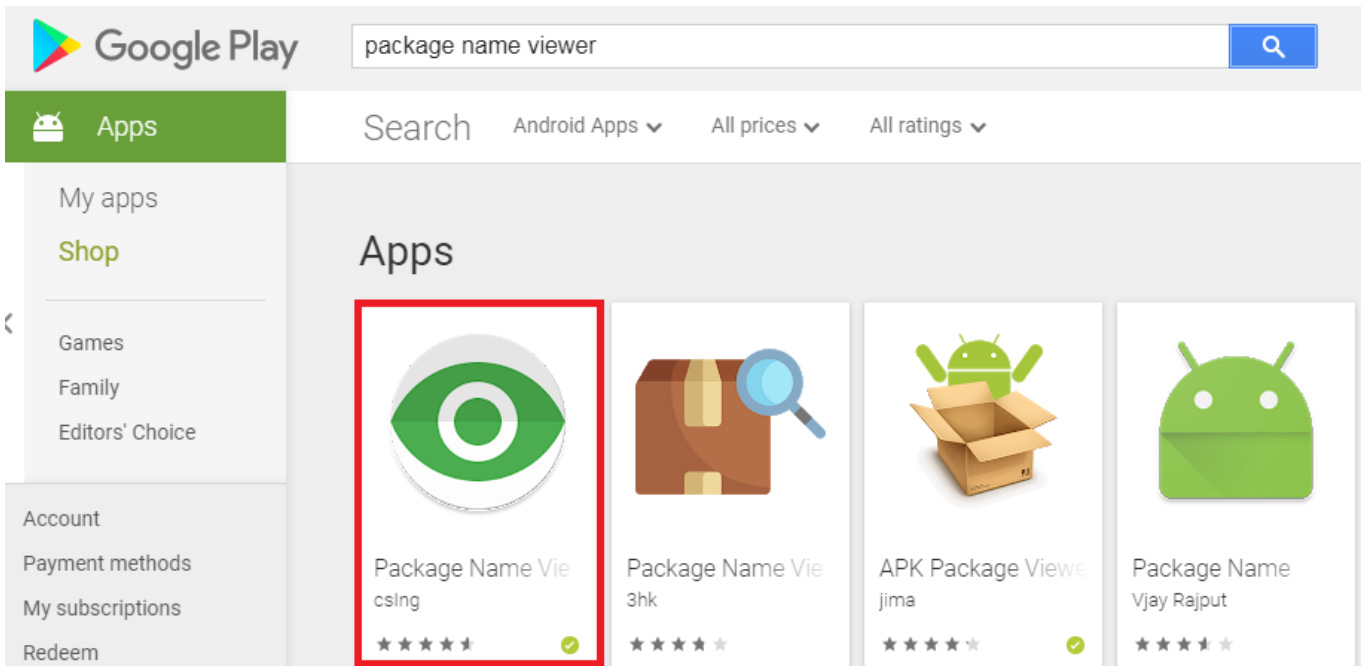 Google Play
package name viewer
Apps
Search
Android Apps
All prices
All ratings
My apps
Shop
Games
Family
Editors' Choice
Account
Payment methods
My subscriptions
Redeem
Apps
Package Name Vie
cslng
Package Name Vie
3hk
APK Package Viewe
jima
Package Name
Vjay Rajput